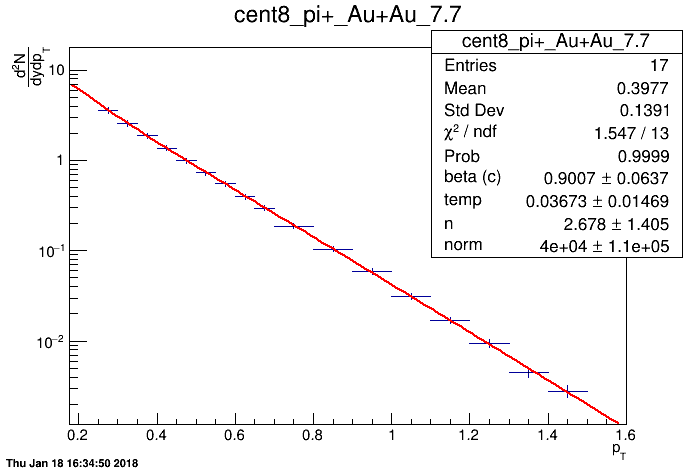 cent8_pi+_Au+Au_7.7
d²N
dydp_T
10
1
10⁻¹
10⁻²
cent8_pi+_Au+Au_7.7
Entries 17
Mean 0.3977
Std Dev 0.1391
χ² / ndf 1.547 / 13
Prob 0.9999
beta (c) 0.9007 ± 0.0637
temp 0.03673 ± 0.01469
n 2.678 ± 1.405
norm 4e+04 ± 1.1e+05
0.2 0.4 0.6 0.8 1 1.2 1.4 1.6
p_T
Thu Jan 18 16:34:50 2018